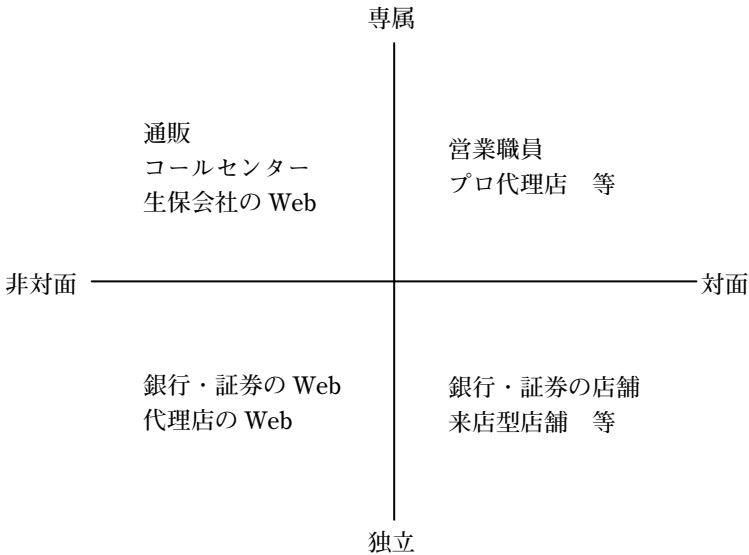 専属
通販
コールセンター
生保会社の Web
営業職員
プロ代理店　等
非対面
対面
銀行・証券の Web
代理店の Web
銀行・証券の店舗
来店型店舗　等
独立